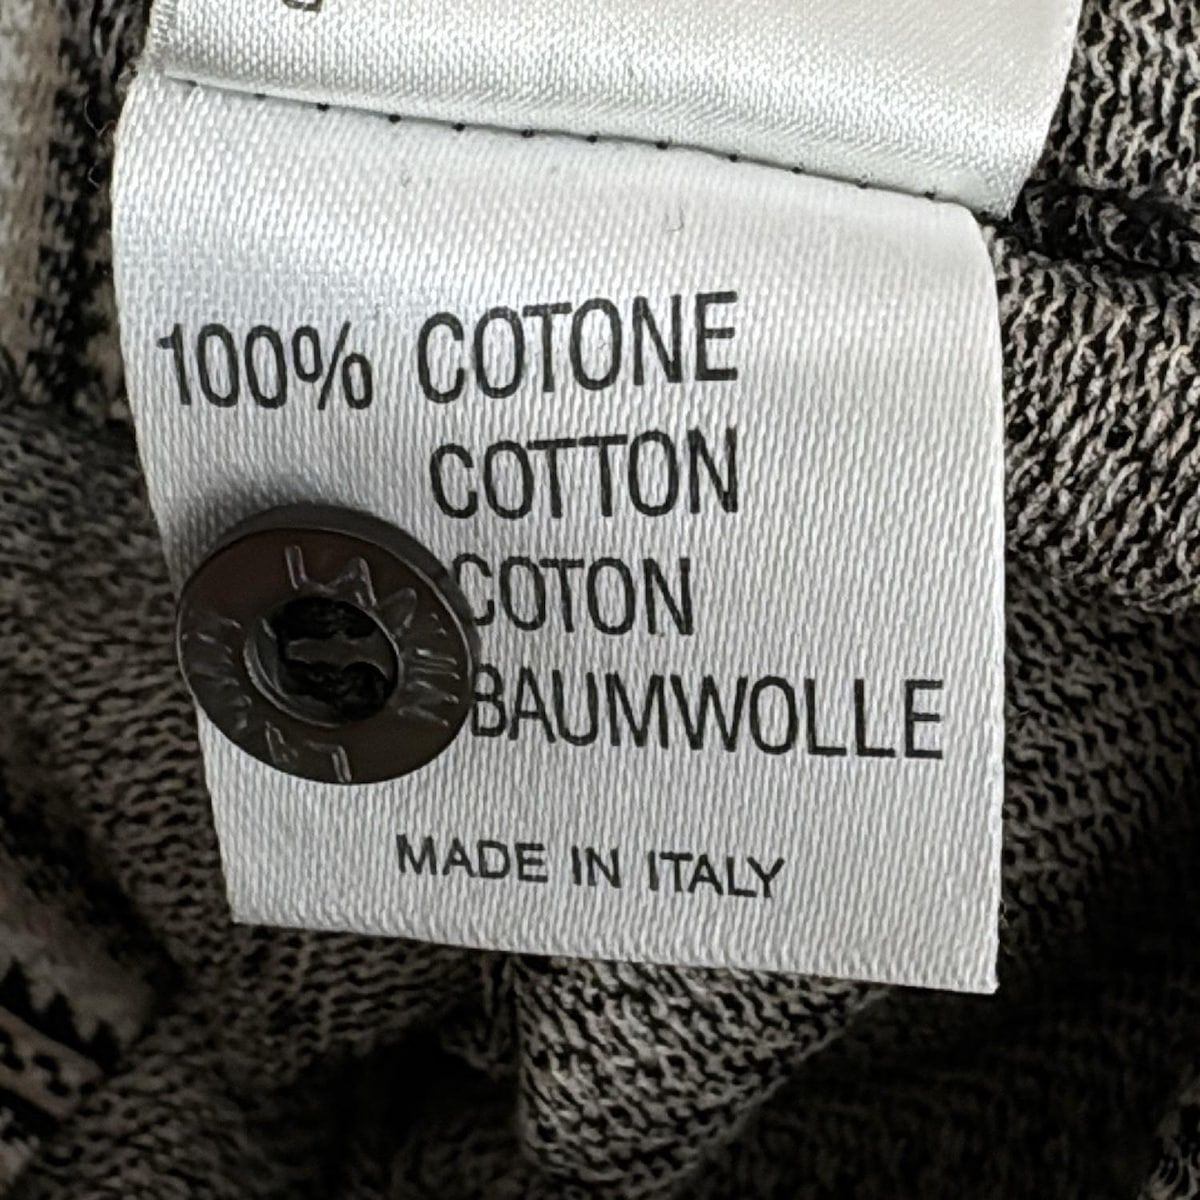 100% COTONE
COTTON
COTON
BAUMWOLLE
MADE IN ITALY